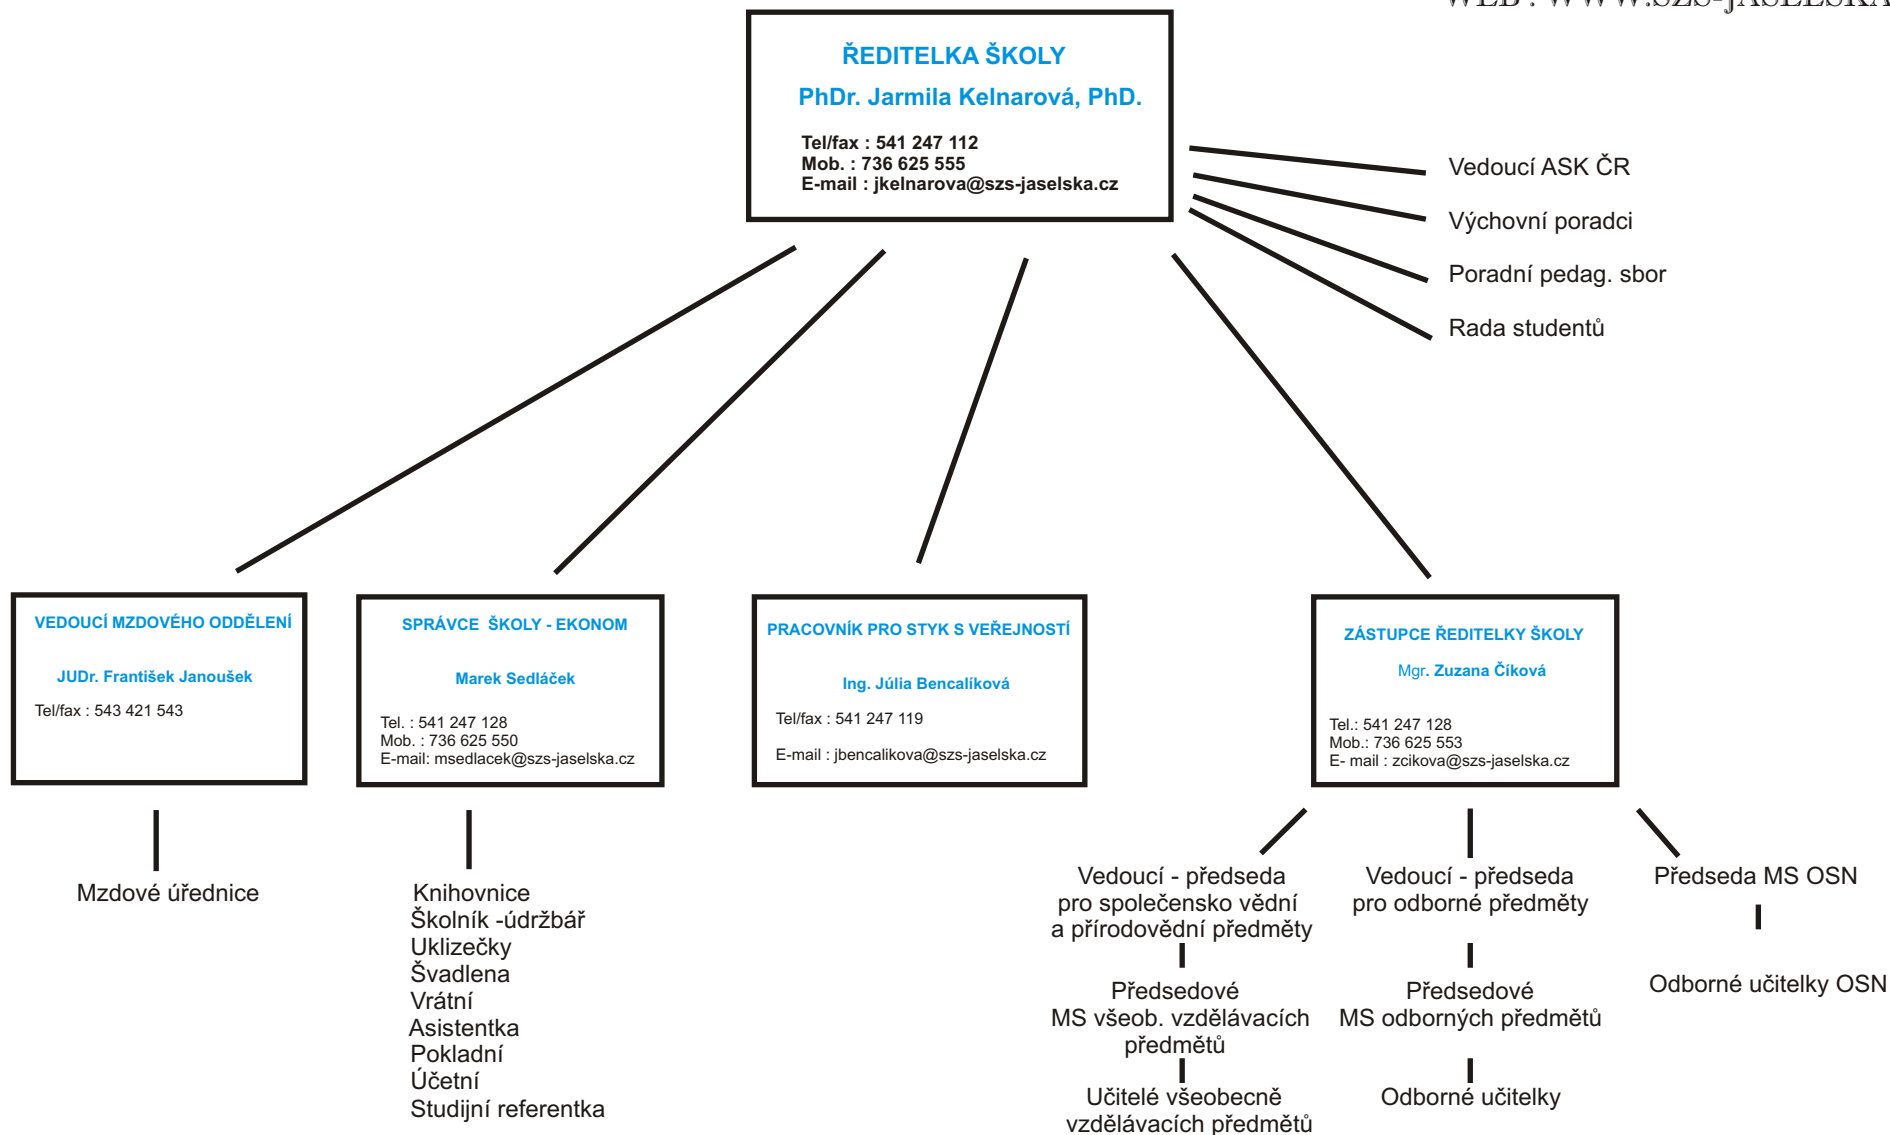 WEB : WWW.SZS-JASELSKA
ŘEDITELKA ŠKOLY
PhDr. Jarmila Kelnarová, PhD.
Tel/fax : 541 247 112
Mob. : 736 625 555
E-mail : jkelnarova@szs-jaselska.cz
Vedoucí ASK ČR
Výchovní poradci
Poradní pedag. sbor
Rada studentů
VEDOUCÍ MZDOVÉHO ODDĚLENÍ
JUDr. František Janoušek
Tel/fax : 543 421 543
Mzdové úřednice
SPRÁVCE ŠKOLY - EKONOM
Marek Sedláček
Tel. : 541 247 128
Mob. : 736 625 550
E-mail: msedlacek@szs-jaselska.cz
Knihovnice
Školník -údržbář
Uklizečky
Švadlena
Vrátní
Asistentka
Pokladní
Účetní
Studijní referentka
PRACOVNÍK PRO STYK S VEŘEJNOSTÍ
Ing. Júlia Bencalíková
Tel/fax : 541 247 119
E-mail : jbencalikova@szs-jaselska.cz
ZÁSTUPCE ŘEDITELKY ŠKOLY
Mgr. Zuzana Číková
Tel.: 541 247 128
Mob.: 736 625 553
E- mail : zcikova@szs-jaselska.cz
Vedoucí - předseda
pro společensko vědní
a přírodovědní předměty
Předsedové
MS všeob. vzdělávacích
předmětů
Učitelé všeobecně
vzdělávacích předmětů
Vedoucí - předseda
pro odborné předměty
Předsedové
MS odborných předmětů
Odborné učitelky
Předseda MS OSN
Odborné učitelky OSN